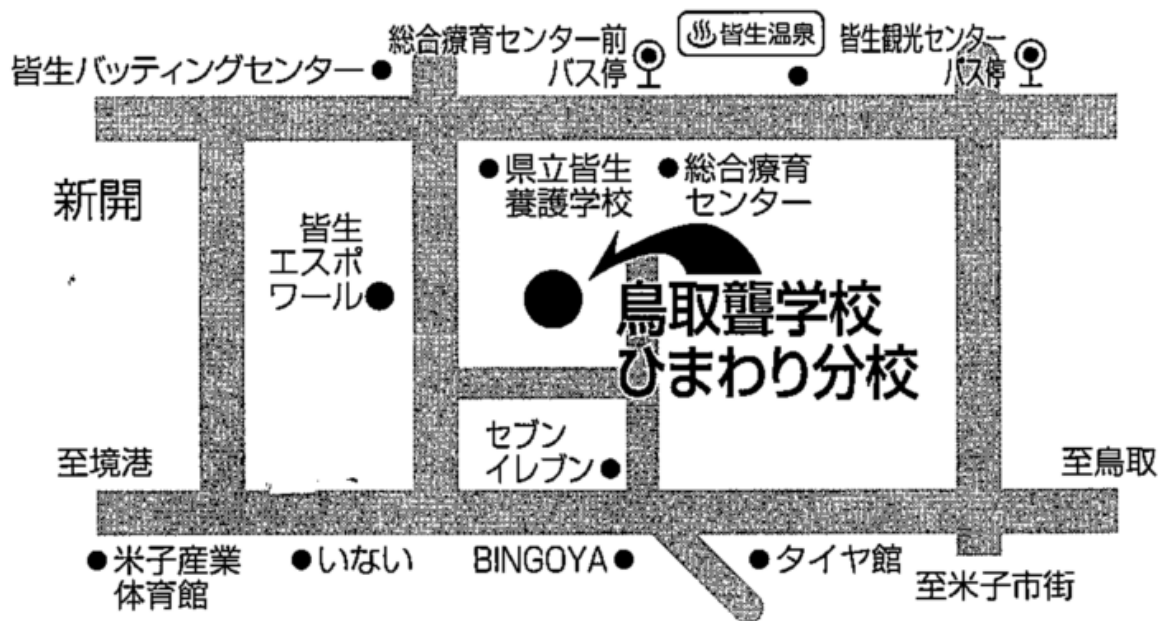 総合療育センター前
バス停
皆生温泉
皆生観光センター
バス停
皆生バッティングセンター
県立皆生
養護学校
総合療育
センター
新開
皆生
エスポ
ワール
鳥取聾学校
ひまわり分校
セブン
イレブン
至境港
至鳥取
米子産業
体育館
いない
BINGOYA
タイヤ館
至米子市街